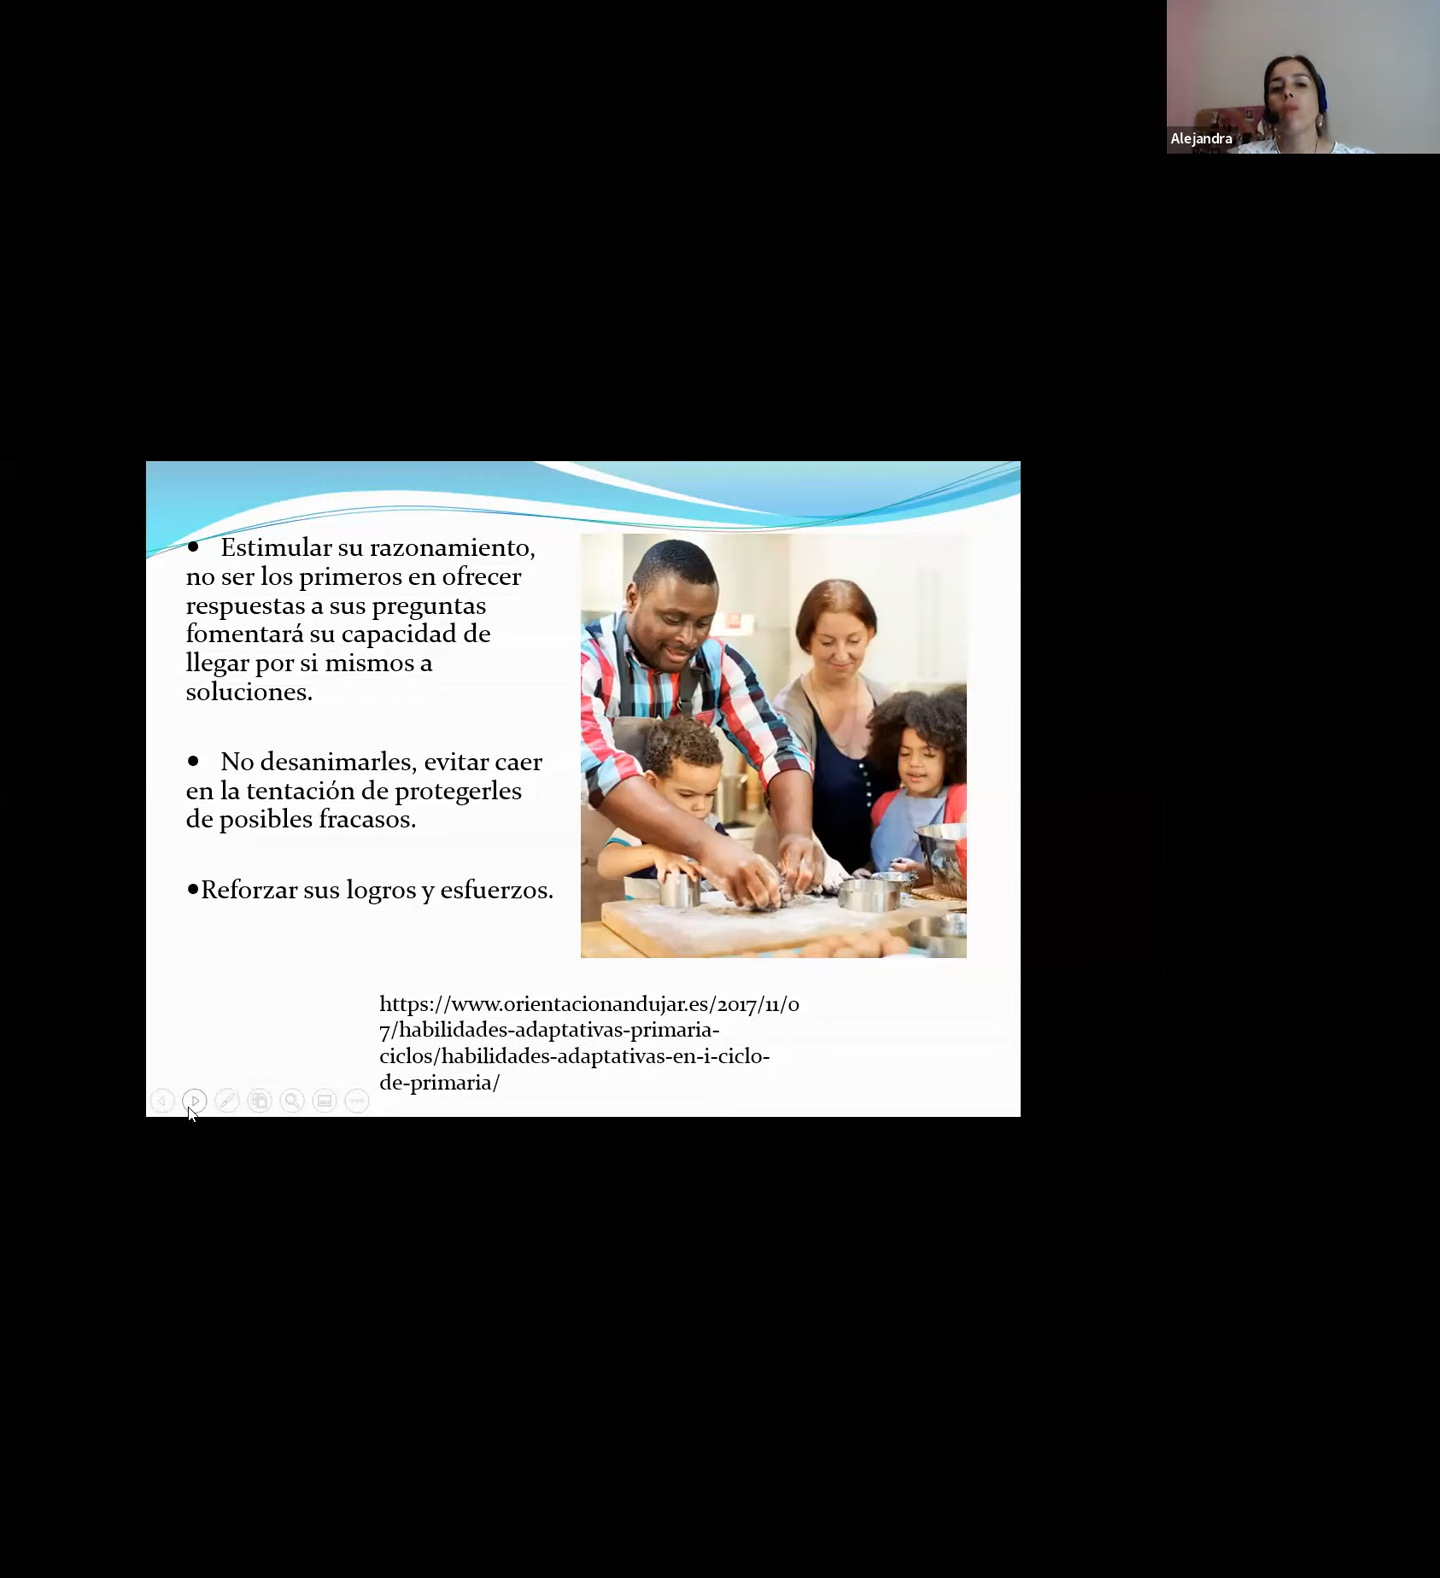 Alejandra
• Estimular su razonamiento,
no ser los primeros en ofrecer
respuestas a sus preguntas
fomentará su capacidad de
llegar por si mismos a
soluciones.
• No desanimarles, evitar caer
en la tentación de protegerles
de posibles fracasos.
•Reforzar sus logros y esfuerzos.
https://www.orientacionandujar.es/2017/11/0
7/habilidades-adaptativas-primaria-
ciclos/habilidades-adaptativas-en-i-ciclo-
de-primaria/